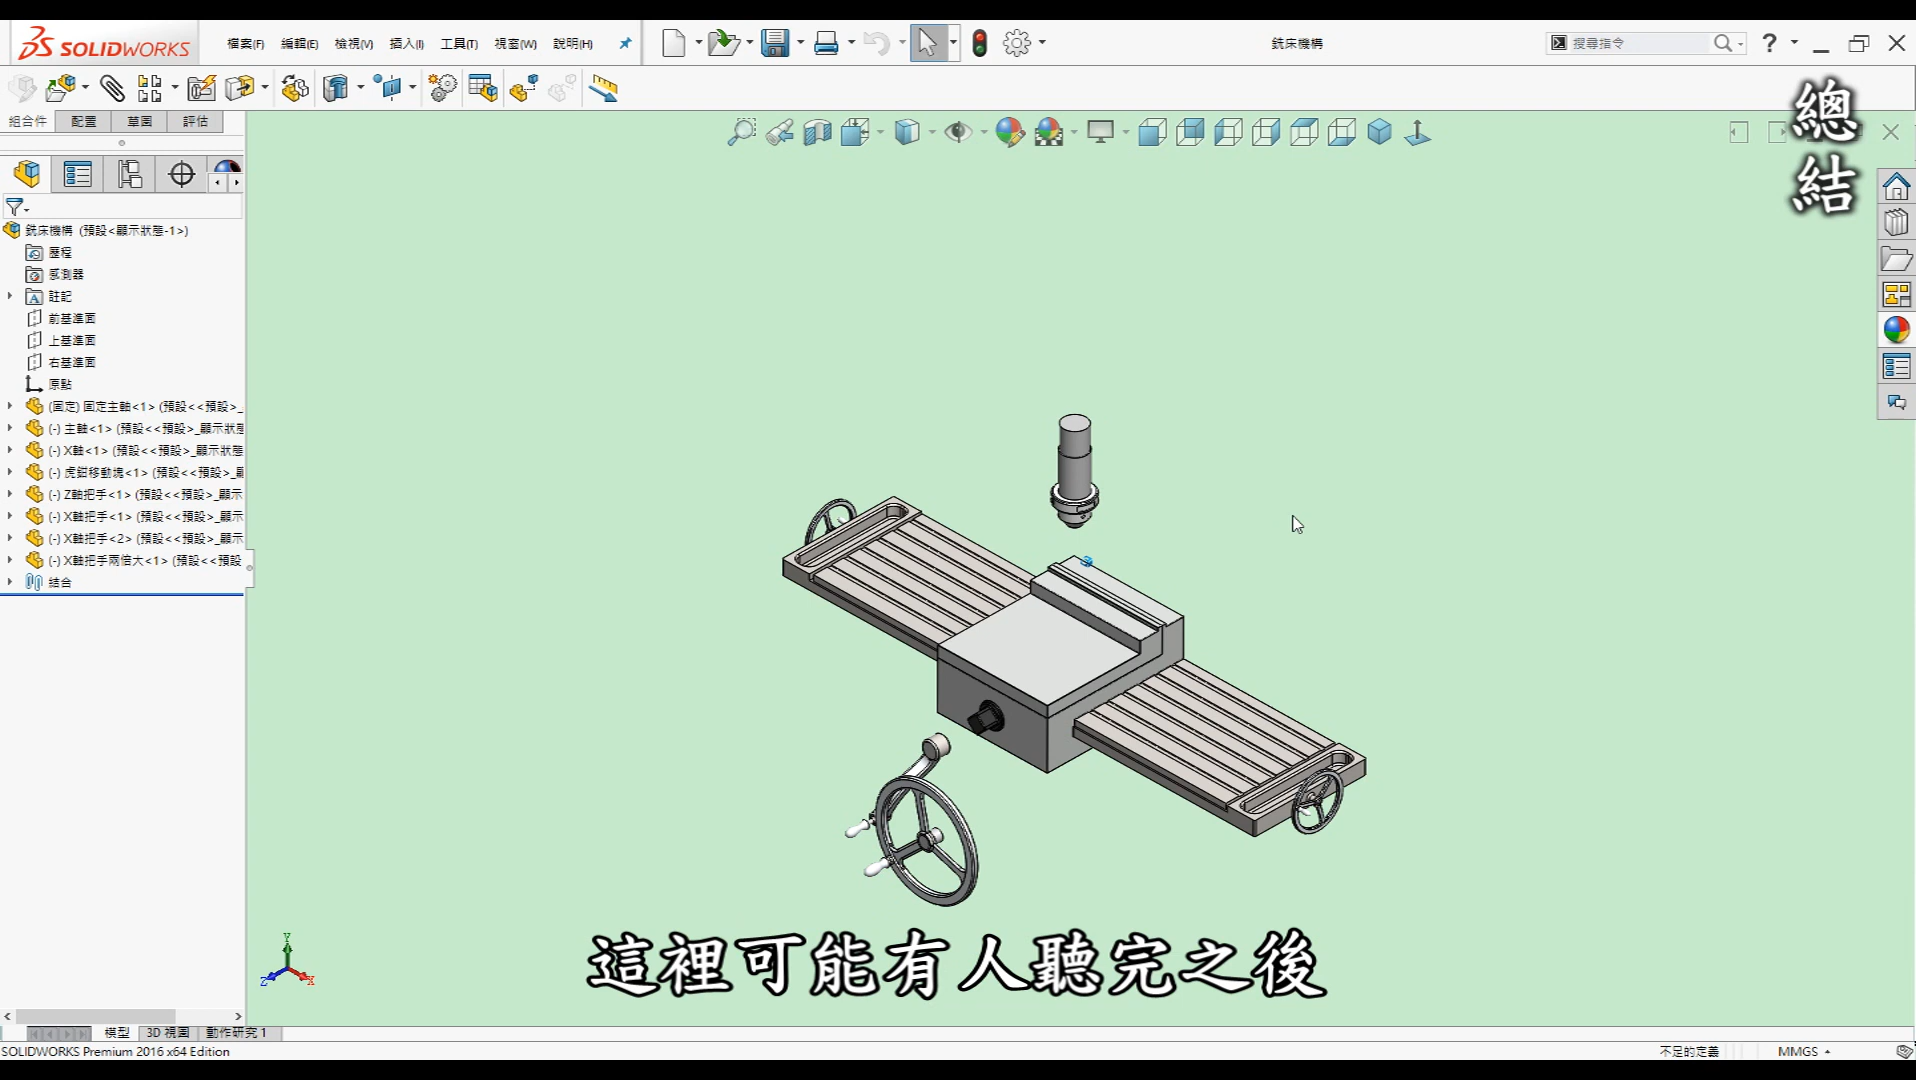 SOLIDWORKS
檔案(F) 編輯(E) 檢視(V) 插入(I) 工具(T) 視窗(W) 說明(H)
銑床機構
搜尋指令
總結
組合件 配置 草圖 評估
銑床機構 (預設<顯示狀態-1>)
歷程
感測器
註記
前基準面
上基準面
右基準面
原點
(固定) 固定主軸<1> (預設<<預設>_
(-) 主軸<1> (預設<<預設>_顯示狀態
(-) X軸<1> (預設<<預設>_顯示狀態
(-) 虎鉗移動塊<1> (預設<<預設>_顯
(-) Z軸把手<1> (預設<<預設>_顯示
(-) X軸把手<1> (預設<<預設>_顯示
(-) X軸把手<2> (預設<<預設>_顯示
(-) X軸把手兩倍大<1> (預設<<預設
結合
Y
Z
X
這裡可能有人聽完之後
模型 3D 視圖 動作研究 1
SOLIDWORKS Premium 2016 x64 Edition
不足的定義 MMGS